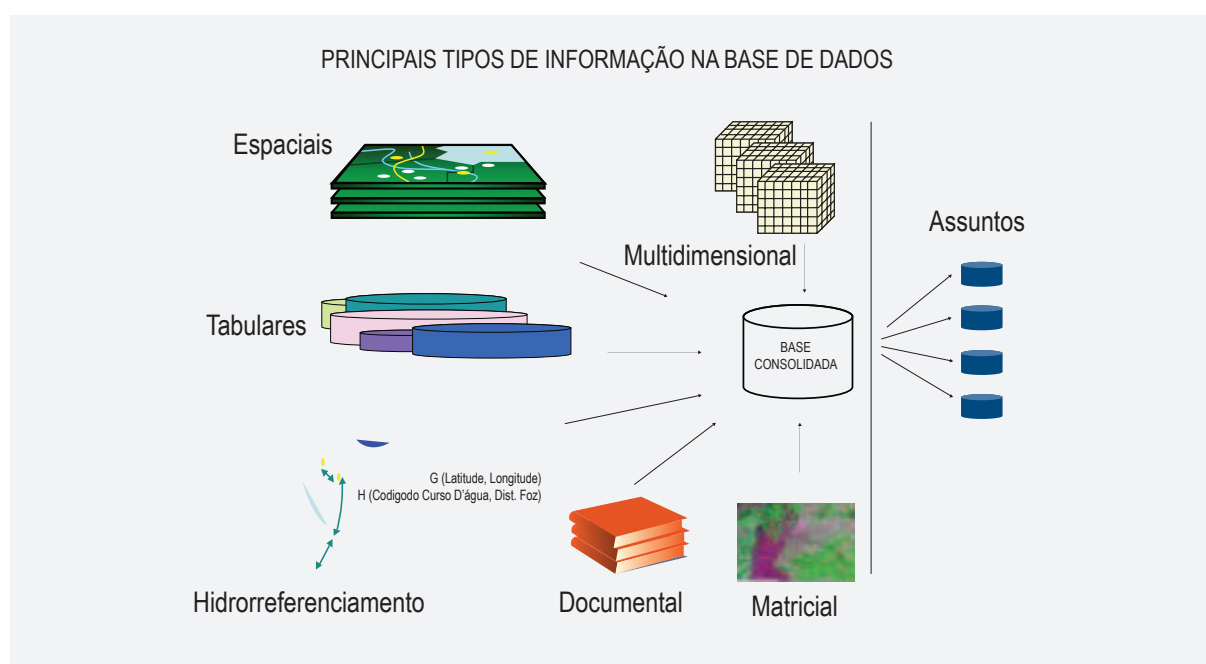 PRINCIPAIS TIPOS DE INFORMAÇÃO NA BASE DE DADOS
Espaciais
Multidimensional
Assuntos
Tabulares
BASE
CONSOLIDADA
G (Latitude, Longitude)
H (Codigodo Curso D'água, Dist. Foz)
Hidrorreferenciamento
Documental
Matricial